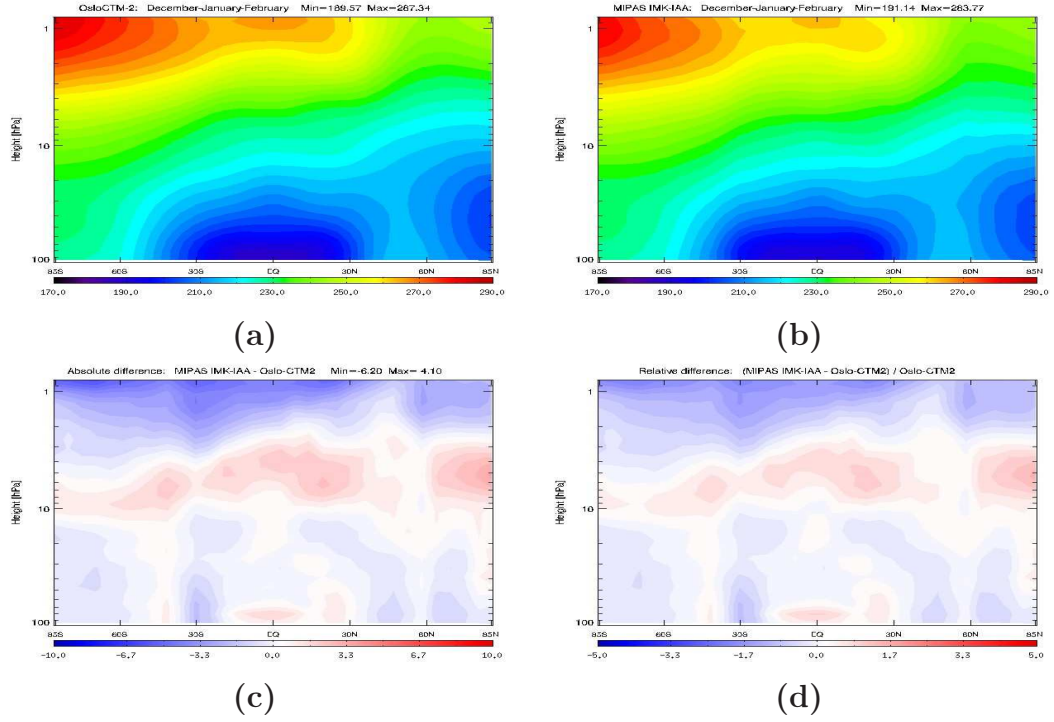 OsloCTM-2: December-January-February Min=189.57 Max=287.34
MIPAS IMK-IAA: December-January-February Min=191.14 Max=283.77
Height [hPa]
1
10
100
85S 60S 30S EQ 30N 60N 85N
170.0 190.0 210.0 230.0 250.0 270.0 290.0
(a)
Height [hPa]
1
10
100
85S 60S 30S EQ 30N 60N 85N
170.0 190.0 210.0 230.0 250.0 270.0 290.0
(b)
Absolute difference: MIPAS IMK-IAA - Oslo-CTM2 Min=-6.20 Max= 4.10
Relative difference: (MIPAS IMK-IAA - Oslo-CTM2) / Oslo-CTM2
Height [hPa]
1
10
100
85S 60S 30S EQ 30N 60N 85N
-10.0 -6.7 -3.3 0.0 3.3 6.7 10.0
(c)
Height [hPa]
1
10
100
85S 60S 30S EQ 30N 60N 85N
-5.0 -3.3 -1.7 0.0 1.7 3.3 5.0
(d)